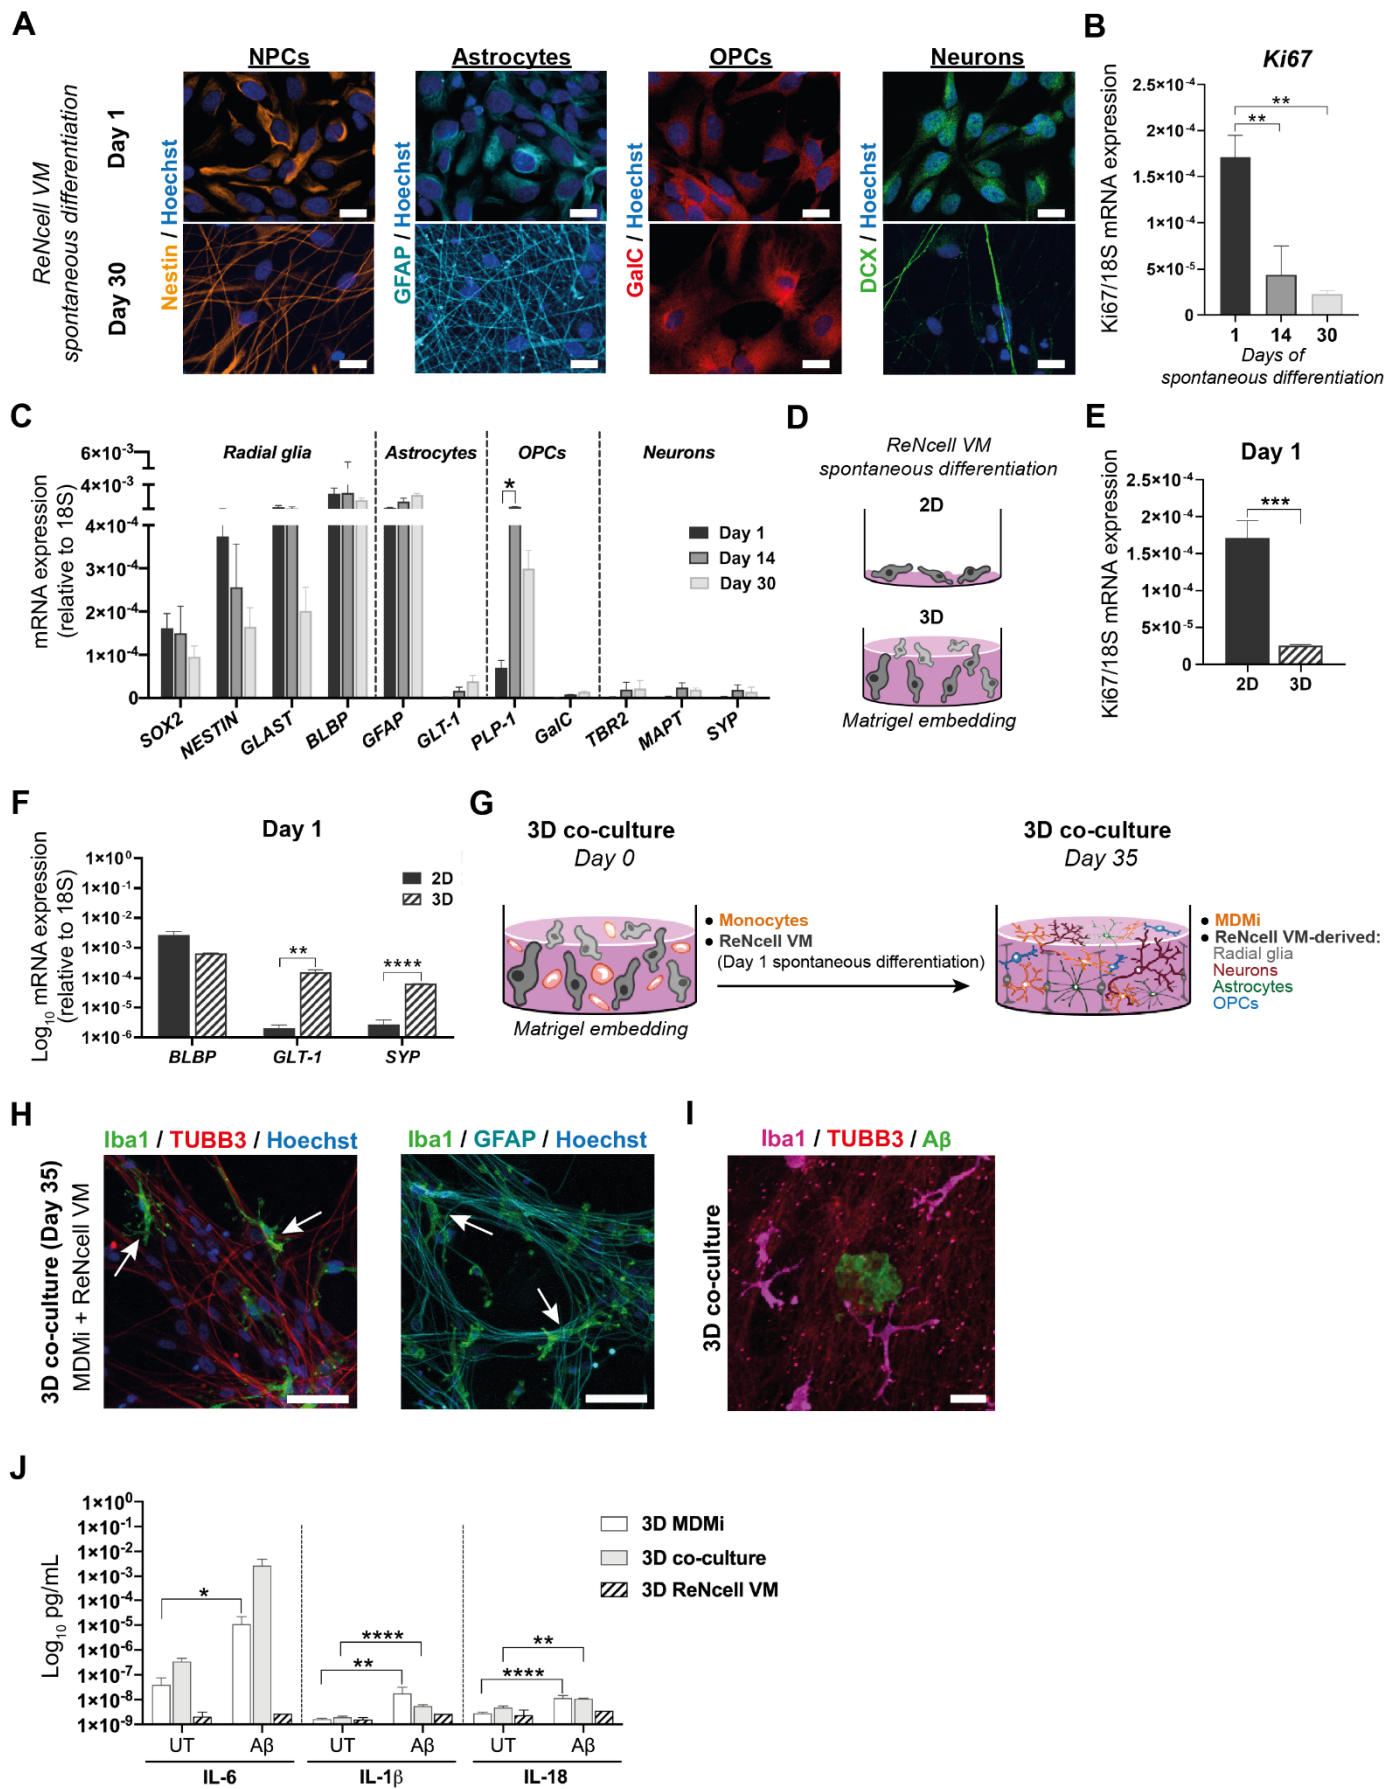 A
NPCs
Astrocytes
OPCs
Neurons
ReNcell VM
spontaneous differentiation
Day 1
Day 30
Nestin / Hoechst
GFAP / Hoechst
GalC / Hoechst
DCX / Hoechst
B
Ki67
Ki67/18S mRNA expression
2.5×10⁻⁴
2×10⁻⁴
1.5×10⁻⁴
1×10⁻⁴
5×10⁻⁵
0
**
**
1 14 30
Days of
spontaneous differentiation
C
mRNA expression
(relative to 18S)
6×10⁻³
4×10⁻³
4×10⁻⁴
3×10⁻⁴
2×10⁻⁴
1×10⁻⁴
0
Radial glia
Astrocytes
OPCs
Neurons
*
Day 1
Day 14
Day 30
SOX2 NESTIN GLAST BLBP GFAP GLT-1 PLP-1 GalC TBR2 MAPT SYP
D
ReNcell VM
spontaneous differentiation
2D
3D
Matrigel embedding
E
Day 1
Ki67/18S mRNA expression
2.5×10⁻⁴
2×10⁻⁴
1.5×10⁻⁴
1×10⁻⁴
5×10⁻⁵
0
***
2D 3D
F
Day 1
Log₁₀ mRNA expression
(relative to 18S)
1×10⁰
1×10⁻¹
1×10⁻²
1×10⁻³
1×10⁻⁴
1×10⁻⁵
1×10⁻⁶
2D
3D
**
****
BLBP GLT-1 SYP
G
3D co-culture
Day 0
• Monocytes
• ReNcell VM
(Day 1 spontaneous differentiation)
Matrigel embedding
3D co-culture
Day 35
• MDMi
• ReNcell VM-derived:
Radial glia
Neurons
Astrocytes
OPCs
H
3D co-culture (Day 35)
MDMi + ReNcell VM
Iba1 / TUBB3 / Hoechst
Iba1 / GFAP / Hoechst
I
Iba1 / TUBB3 / Aβ
3D co-culture
J
Log₁₀ pg/mL
1×10⁰
1×10⁻¹
1×10⁻²
1×10⁻³
1×10⁻⁴
1×10⁻⁵
1×10⁻⁶
1×10⁻⁷
1×10⁻⁸
1×10⁻⁹
*
****
**
**
****
3D MDMi
3D co-culture
3D ReNcell VM
UT Aβ UT Aβ UT Aβ
IL-6 IL-1β IL-18